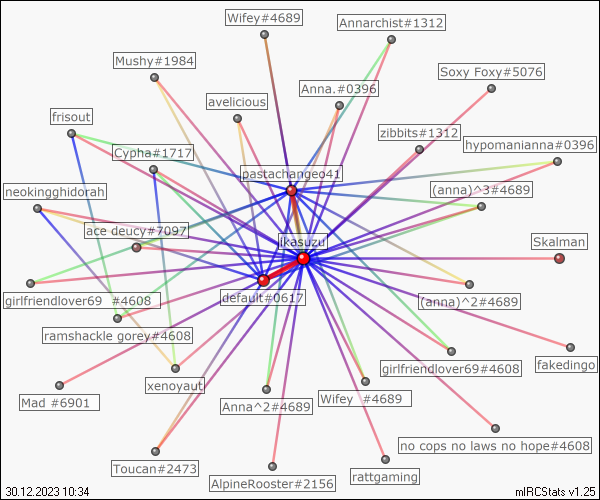 Wifey#4689
Annarchist#1312
Mushy#1984
Soxy Foxy#5076
Anna.#0396
avelicious
frisout
zibbits#1312
hypomanianna#0396
Cypha#1717
pastachangeo41
neokingghidorah
(anna)^3#4689
ace deucy#7097
ikasuzu
Skalman
girlfriendlover69 #4608
default#0617
(anna)^2#4689
ramshackle gorey#4608
girlfriendlover69#4608
fakedingo
xenoyaut
Mad #6901
Anna^2#4689
Wifey #4689
no cops no laws no hope#4608
Toucan#2473
AlpineRooster#2156
rattgaming
30.12.2023 10:34
mIRCStats v1.25